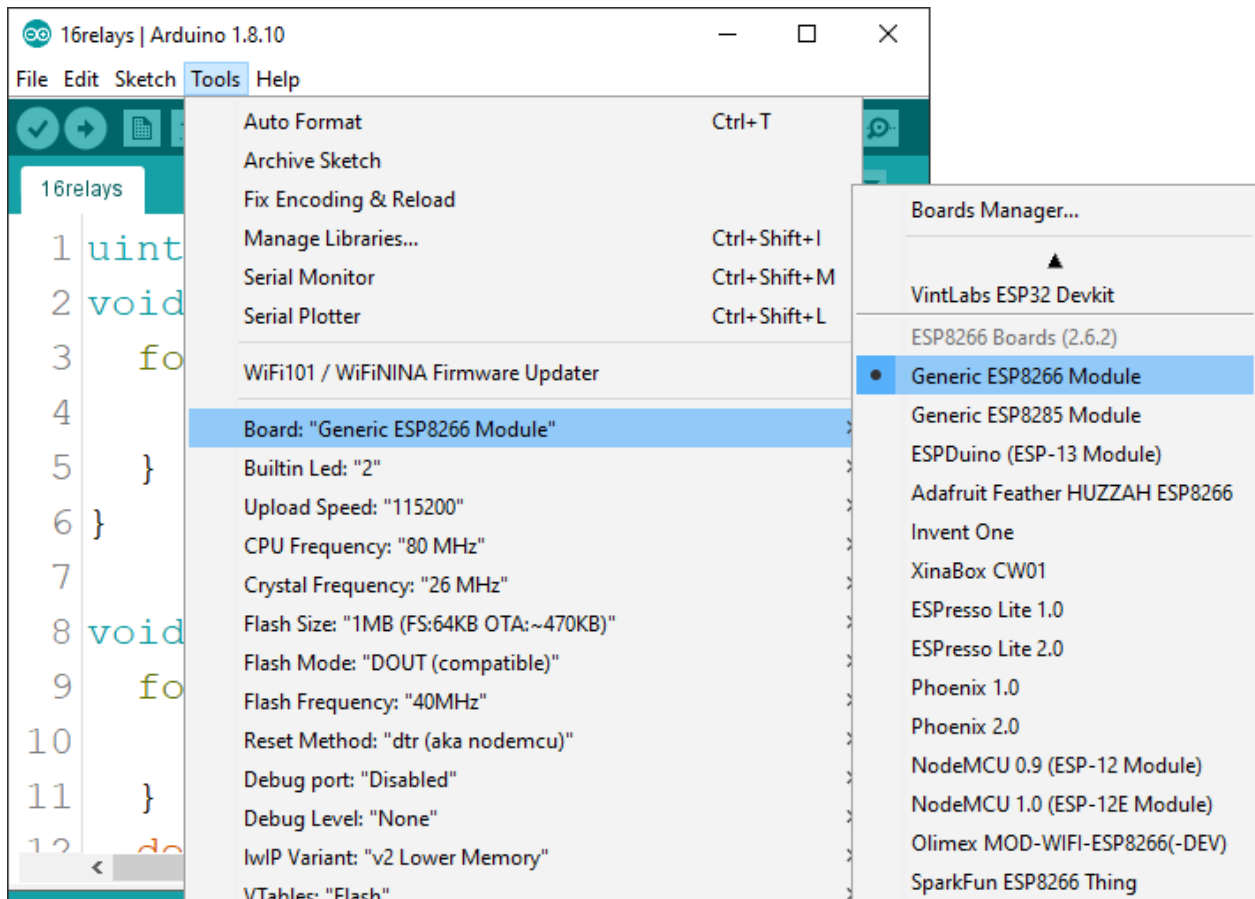 16relays | Arduino 1.8.10
File Edit Sketch Tools Help
16relays
1 uint
2 void
3 fo
4
5 }
6 }
7
8 void
9 fo
10
11 }
12 do
Auto Format Ctrl+T
Archive Sketch
Fix Encoding & Reload
Manage Libraries... Ctrl+Shift+I
Serial Monitor Ctrl+Shift+M
Serial Plotter Ctrl+Shift+L
WiFi101 / WiFiNINA Firmware Updater
Board: "Generic ESP8266 Module"
Builtin Led: "2"
Upload Speed: "115200"
CPU Frequency: "80 MHz"
Crystal Frequency: "26 MHz"
Flash Size: "1MB (FS:64KB OTA:~470KB)"
Flash Mode: "DOUT (compatible)"
Flash Frequency: "40MHz"
Reset Method: "dtr (aka nodemcu)"
Debug port: "Disabled"
Debug Level: "None"
lwIP Variant: "v2 Lower Memory"
VTables: "Flash"
Boards Manager...
VintLabs ESP32 Devkit
ESP8266 Boards (2.6.2)
Generic ESP8266 Module
Generic ESP8285 Module
ESPDuino (ESP-13 Module)
Adafruit Feather HUZZAH ESP8266
Invent One
XinaBox CW01
ESPresso Lite 1.0
ESPresso Lite 2.0
Phoenix 1.0
Phoenix 2.0
NodeMCU 0.9 (ESP-12 Module)
NodeMCU 1.0 (ESP-12E Module)
Olimex MOD-WIFI-ESP8266(-DEV)
SparkFun ESP8266 Thing